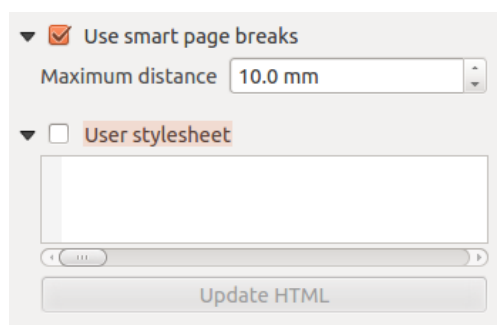 Use smart page breaks
Maximum distance 10.0 mm
User stylesheet
Update HTML